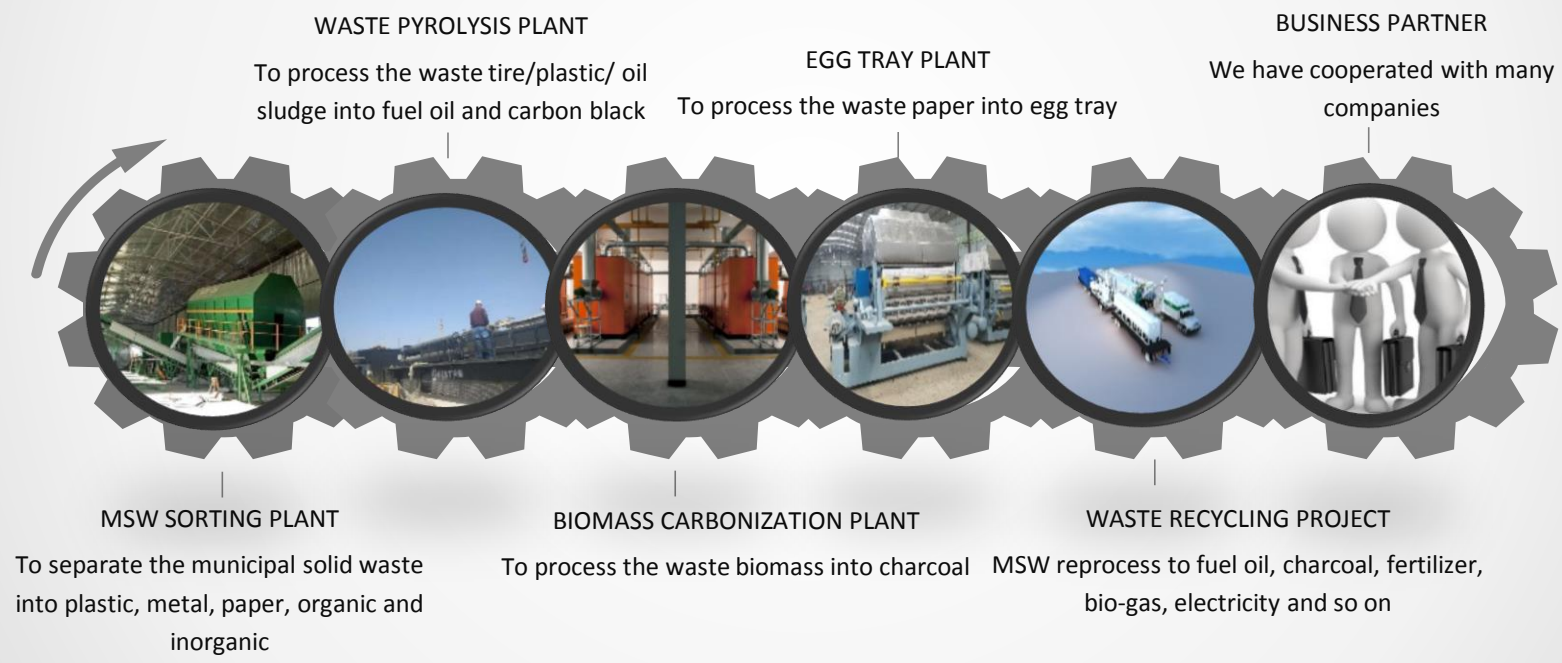 WASTE PYROLYSIS PLANT
To process the waste tire/plastic/ oil
sludge into fuel oil and carbon black
EGG TRAY PLANT
To process the waste paper into egg tray
BUSINESS PARTNER
We have cooperated with many
companies
MSW SORTING PLANT
To separate the municipal solid waste
into plastic, metal, paper, organic and
inorganic
BIOMASS CARBONIZATION PLANT
To process the waste biomass into charcoal
WASTE RECYCLING PROJECT
MSW reprocess to fuel oil, charcoal, fertilizer,
bio-gas, electricity and so on